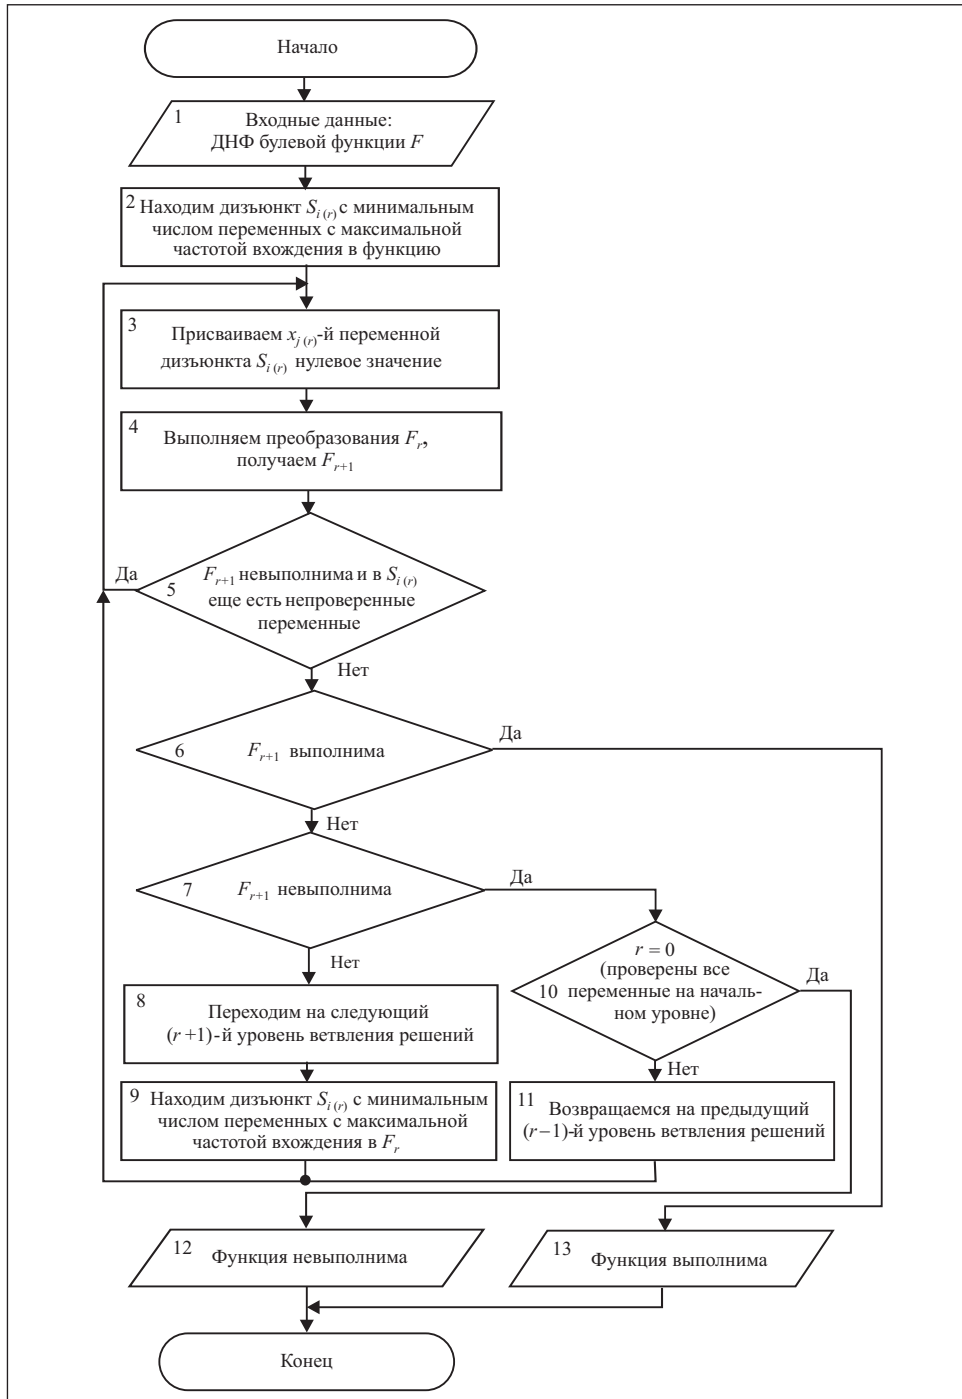 Начало
1
Входные данные:
ДНФ булевой функции F
2 Находим дизъюнкт S_{i (r)} с минимальным
числом переменных с максимальной
частотой вхождения в функцию
3
Присваиваем x_{j (r)}-й переменной
дизъюнкта S_{i (r)} нулевое значение
4
Выполняем преобразования F_r,
получаем F_{r+1}
Да
5
F_{r+1} невыполнима и в S_{i (r)}
еще есть непроверенные
переменные
Нет
Да
6 F_{r+1} выполнима
Нет
7 F_{r+1} невыполнима
Да
Нет
r = 0
(проверены все
10 переменные на началь-
ном уровне)
Да
Нет
8
Переходим на следующий
(r +1)-й уровень ветвления решений
9 Находим дизъюнкт S_{i (r)} с минимальным
числом переменных с максимальной
частотой вхождения в F_r
11 Возвращаемся на предыдущий
(r−1)-й уровень ветвления решений
12
Функция невыполнима
13
Функция выполнима
Конец